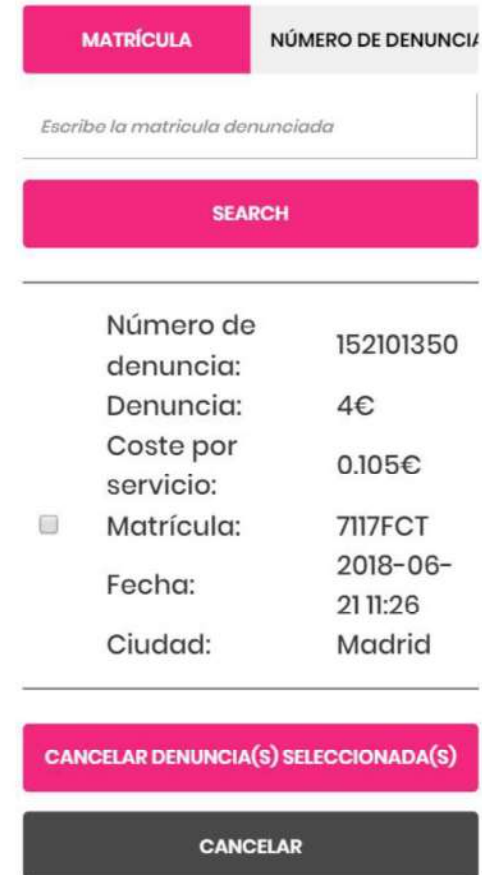 MATRÍCULA NÚMERO DE DENUNCIA
Escribe la matricula denunciada
SEARCH
Número de denuncia: 152101350
Denuncia: 4€
Coste por servicio: 0.105€
Matrícula: 7117FCT
Fecha: 2018-06-21 11:26
Ciudad: Madrid
CANCELAR DENUNCIA(S) SELECCIONADA(S)
CANCELAR